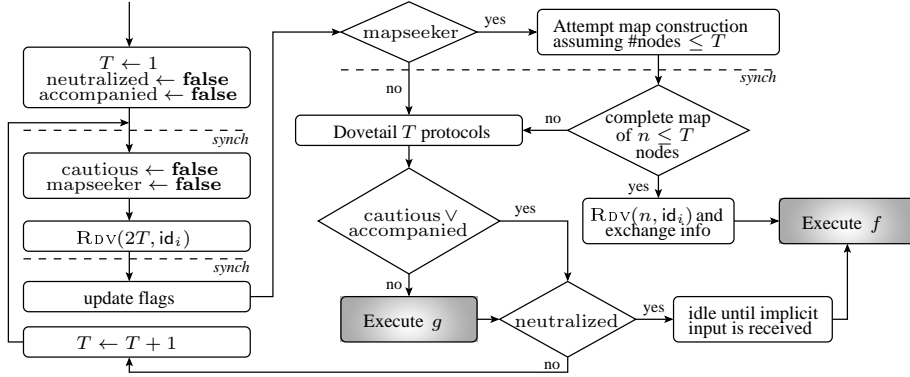 T ← 1
neutralized ← false
accompanied ← false
synch
cautious ← false
mapseeker ← false
RDV(2T, id_i)
synch
update flags
T ← T + 1
mapseeker
yes
Attempt map construction
assuming #nodes ≤ T
synch
no
Dovetail T protocols
no
complete map
of n ≤ T
nodes
yes
cautious ∨
accompanied
yes
RDV(n, id_i) and
exchange info
Execute f
no
Execute g
neutralized
yes
idle until implicit
input is received
no